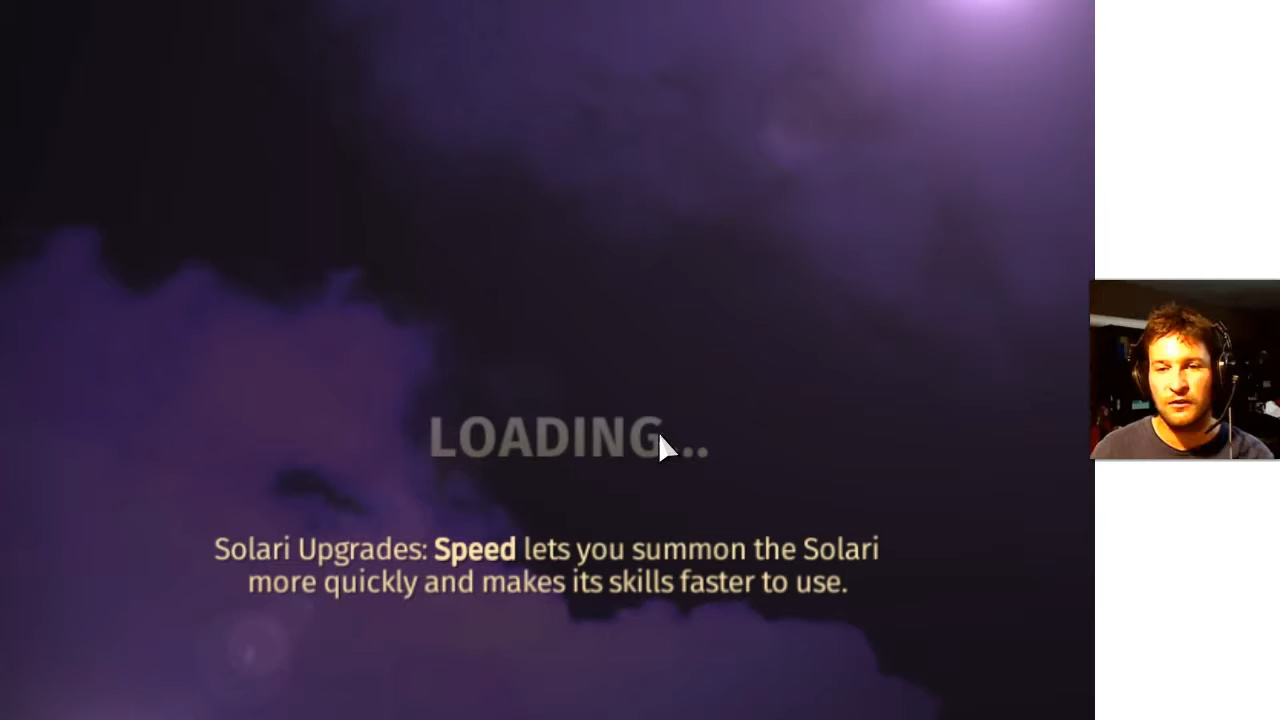 LOADING...
Solari Upgrades: Speed lets you summon the Solari
more quickly and makes its skills faster to use.